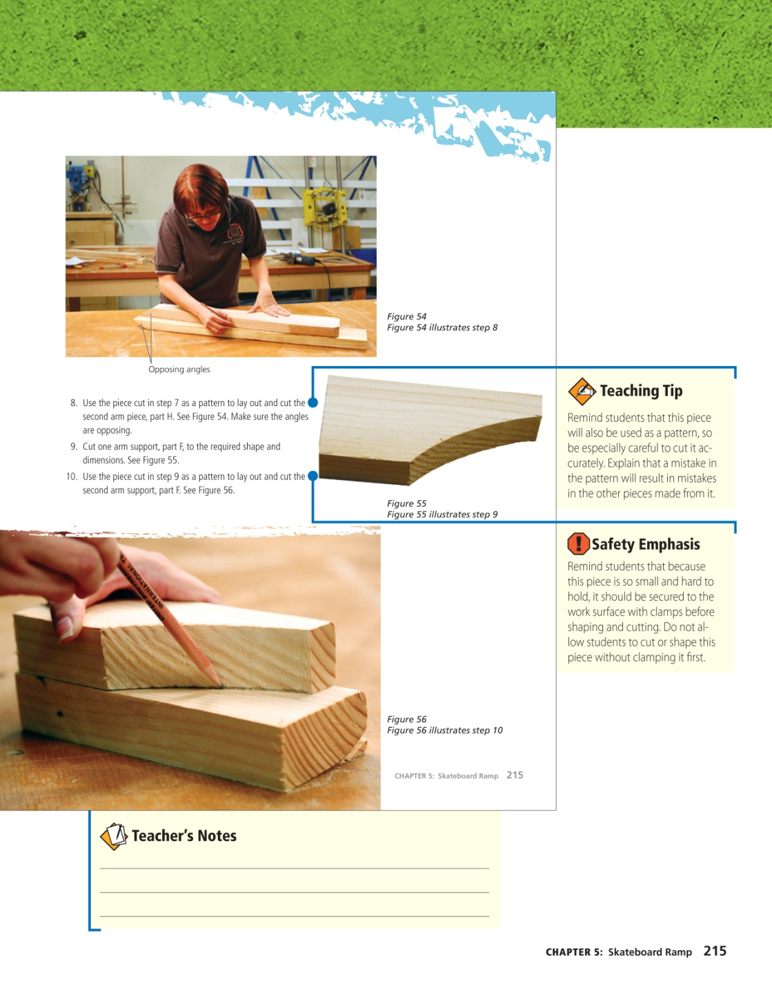 Figure 54
Figure 54 illustrates step 8
Opposing angles
8. Use the piece cut in step 7 as a pattern to lay out and cut the
second arm piece, part H. See Figure 54. Make sure the angles
are opposing.
9. Cut one arm support, part F, to the required shape and
dimensions. See Figure 55.
10. Use the piece cut in step 9 as a pattern to lay out and cut the
second arm support, part F. See Figure 56.
Figure 55
Figure 55 illustrates step 9
Teaching Tip
Remind students that this piece
will also be used as a pattern, so
be especially careful to cut it ac-
curately. Explain that a mistake in
the pattern will result in mistakes
in the other pieces made from it.
Safety Emphasis
Remind students that because
this piece is so small and hard to
hold, it should be secured to the
work surface with clamps before
shaping and cutting. Do not al-
low students to cut or shape this
piece without clamping it first.
INTERNATIONAL
Figure 56
Figure 56 illustrates step 10
CHAPTER 5: Skateboard Ramp 215
Teacher's Notes
CHAPTER 5: Skateboard Ramp 215